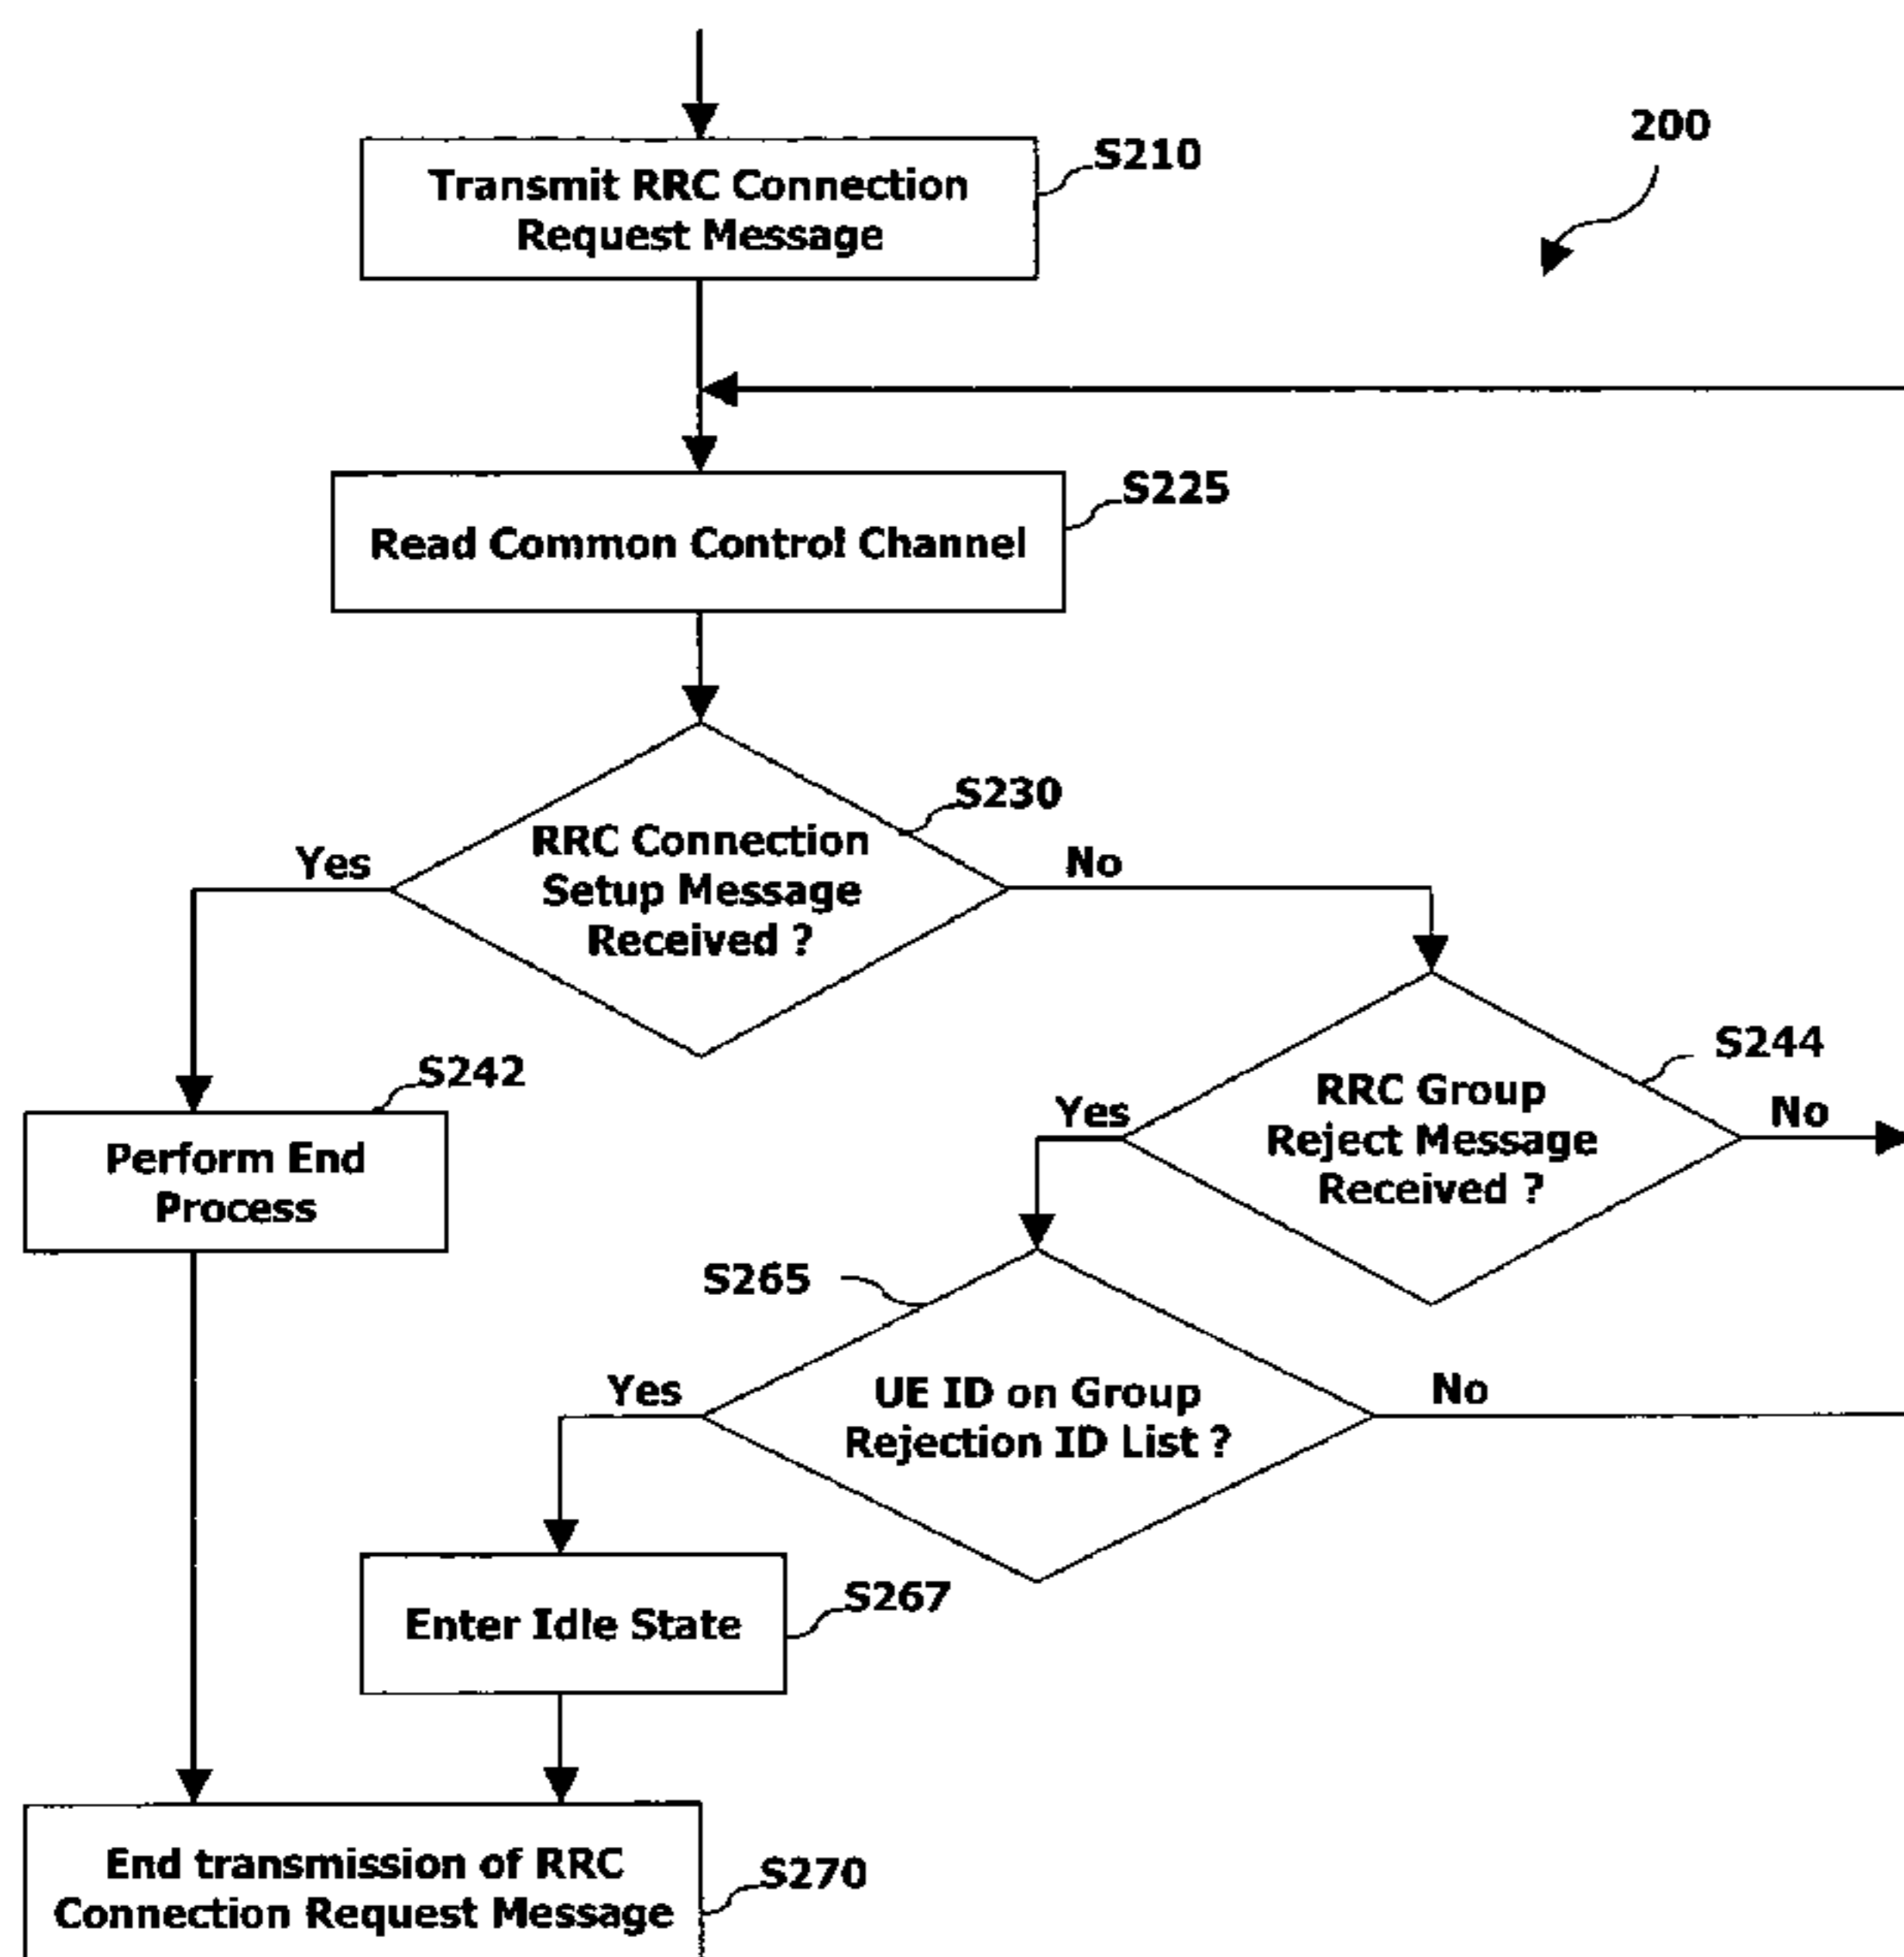 200
S210
Transmit RRC Connection
Request Message
S225
Read Common Control Channel
S230
RRC Connection
Setup Message
Received ?
Yes
No
S242
Perform End
Process
S244
RRC Group
Reject Message
Received ?
Yes
No
S265
UE ID on Group
Rejection ID List ?
Yes
No
S267
Enter Idle State
S270
End transmission of RRC
Connection Request Message